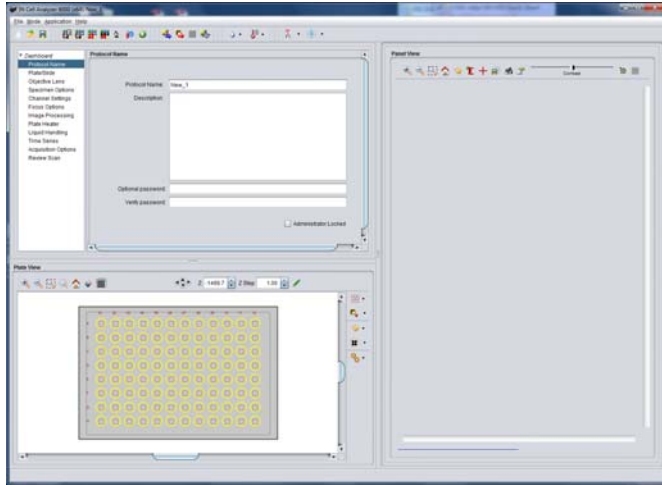 IN Cell Analyzer 6000
File Mode Application Help
Dashboard
Protocol Name
Plate/Slide
Objective Lens
Specimen Options
Channel Settings
Focus Options
Image Processing
Plate Heater
Liquid Handling
Time Series
Acquisition Options
Review Scan
Protocol Name
Protocol Name: New_1
Description:
Optional password:
Verify password:
Administrator Locked
Plate View
Z Z Step 1.00
Panel View
Contrast